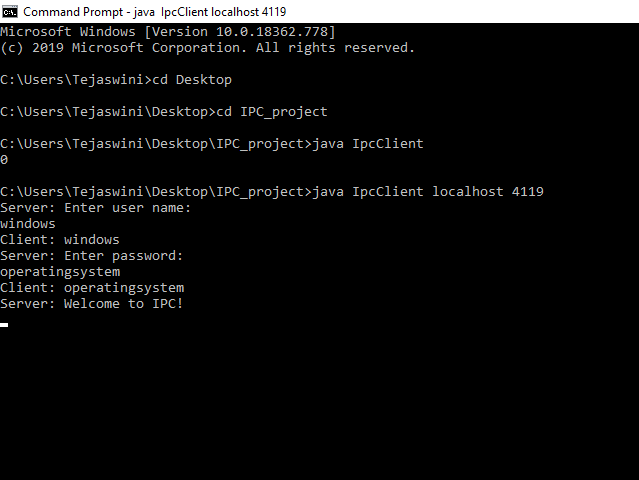 Command Prompt - java  IpcClient localhost 4119
Microsoft Windows [Version 10.0.18362.778]
(c) 2019 Microsoft Corporation. All rights reserved.
C:\Users\Tejaswini>cd Desktop
C:\Users\Tejaswini\Desktop>cd IPC_project
C:\Users\Tejaswini\Desktop\IPC_project>java IpcClient
0
C:\Users\Tejaswini\Desktop\IPC_project>java IpcClient localhost 4119
Server: Enter user name:
windows
Client: windows
Server: Enter password:
operatingsystem
Client: operatingsystem
Server: Welcome to IPC!